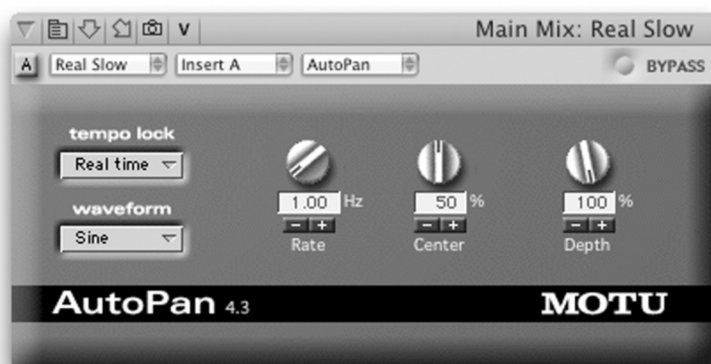 V Main Mix: Real Slow
A Real Slow Insert A AutoPan BYPASS
tempo lock
Real time
waveform
Sine
1.00 Hz 50 % 100 %
− + − + − +
Rate Center Depth
AutoPan 4.3 MOTU